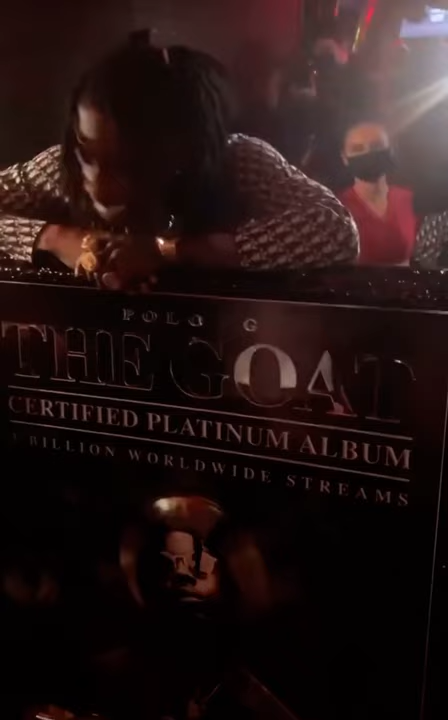 POLO G
THE GOAT
CERTIFIED PLATINUM ALBUM
BILLION WORLDWIDE STREAMS